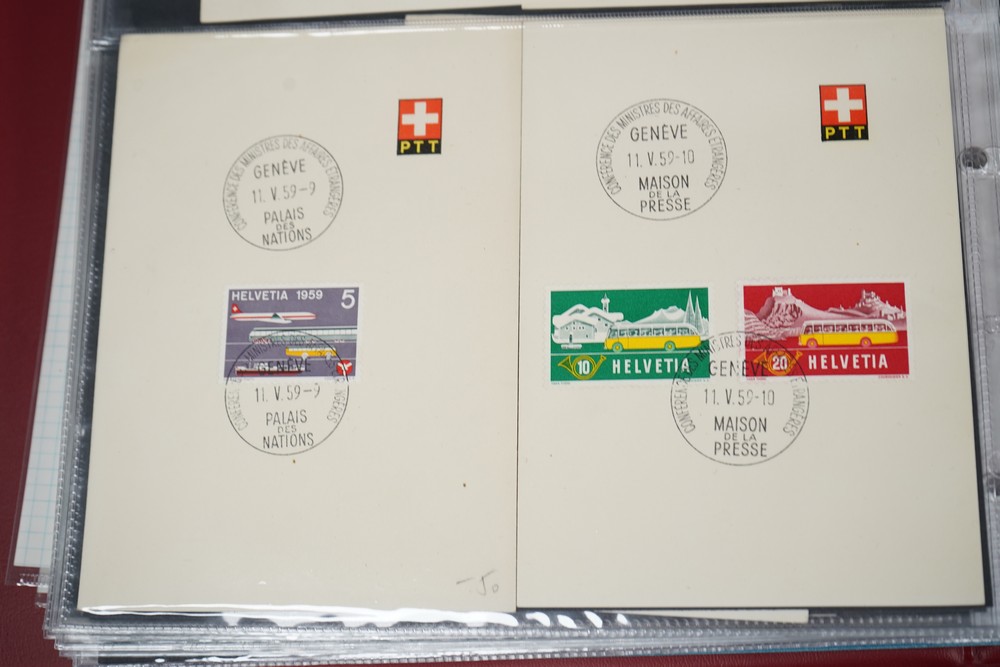 PTT
CONFÉRENCE DES MINISTRES DES AFFAIRES ÉTRANGÈRES
GENÈVE
11.V.59-9
PALAIS
DES
NATIONS
HELVETIA 1959 5
GENÈVE
11.V.59-9
PALAIS
DES
NATIONS
-.50
PTT
CONFÉRENCE DES MINISTRES DES AFFAIRES ÉTRANGÈRES
GENÈVE
11.V.59-10
MAISON
DE LA
PRESSE
10 HELVETIA
20 HELVETIA
GENÈVE
11.V.59-10
MAISON
DE LA
PRESSE